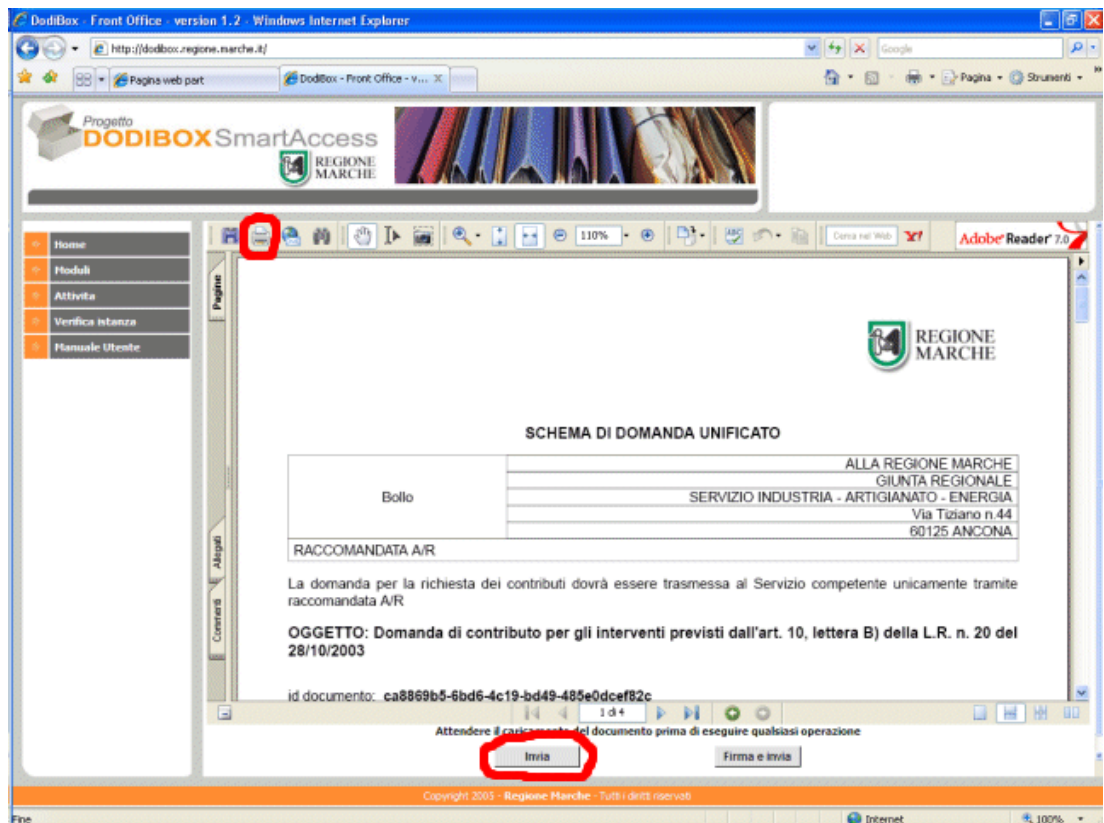 DodiBox - Front Office - version 1.2 - Windows Internet Explorer
http://dodibox.regione.marche.it/
Google
Pagina web part
DodiBox - Front Office - v...
Pagina
Strumenti
Progetto
DODIBOX SmartAccess
REGIONE
MARCHE
Home
Moduli
Attivita
Verifica istanza
Manuale Utente
110%
Cerca nel Web
Y!
Adobe Reader 7.0
Pagine
Allegati
Commenti
REGIONE
MARCHE
SCHEMA DI DOMANDA UNIFICATO
Bollo
ALLA REGIONE MARCHE
GIUNTA REGIONALE
SERVIZIO INDUSTRIA - ARTIGIANATO - ENERGIA
Via Tiziano n.44
60125 ANCONA
RACCOMANDATA A/R
La domanda per la richiesta dei contributi dovrà essere trasmessa al Servizio competente unicamente tramite
raccomandata A/R
OGGETTO: Domanda di contributo per gli interventi previsti dall'art. 10, lettera B) della L.R. n. 20 del
28/10/2003
id documento: ca8869b5-6bd6-4c19-bd49-485e0dcef82c
1 di 4
Attendere il caricamento del documento prima di eseguire qualsiasi operazione
Invia
Firma e invia
Copyright 2005 - Regione Marche - Tutti i diritti riservati
Fine
Internet
100%